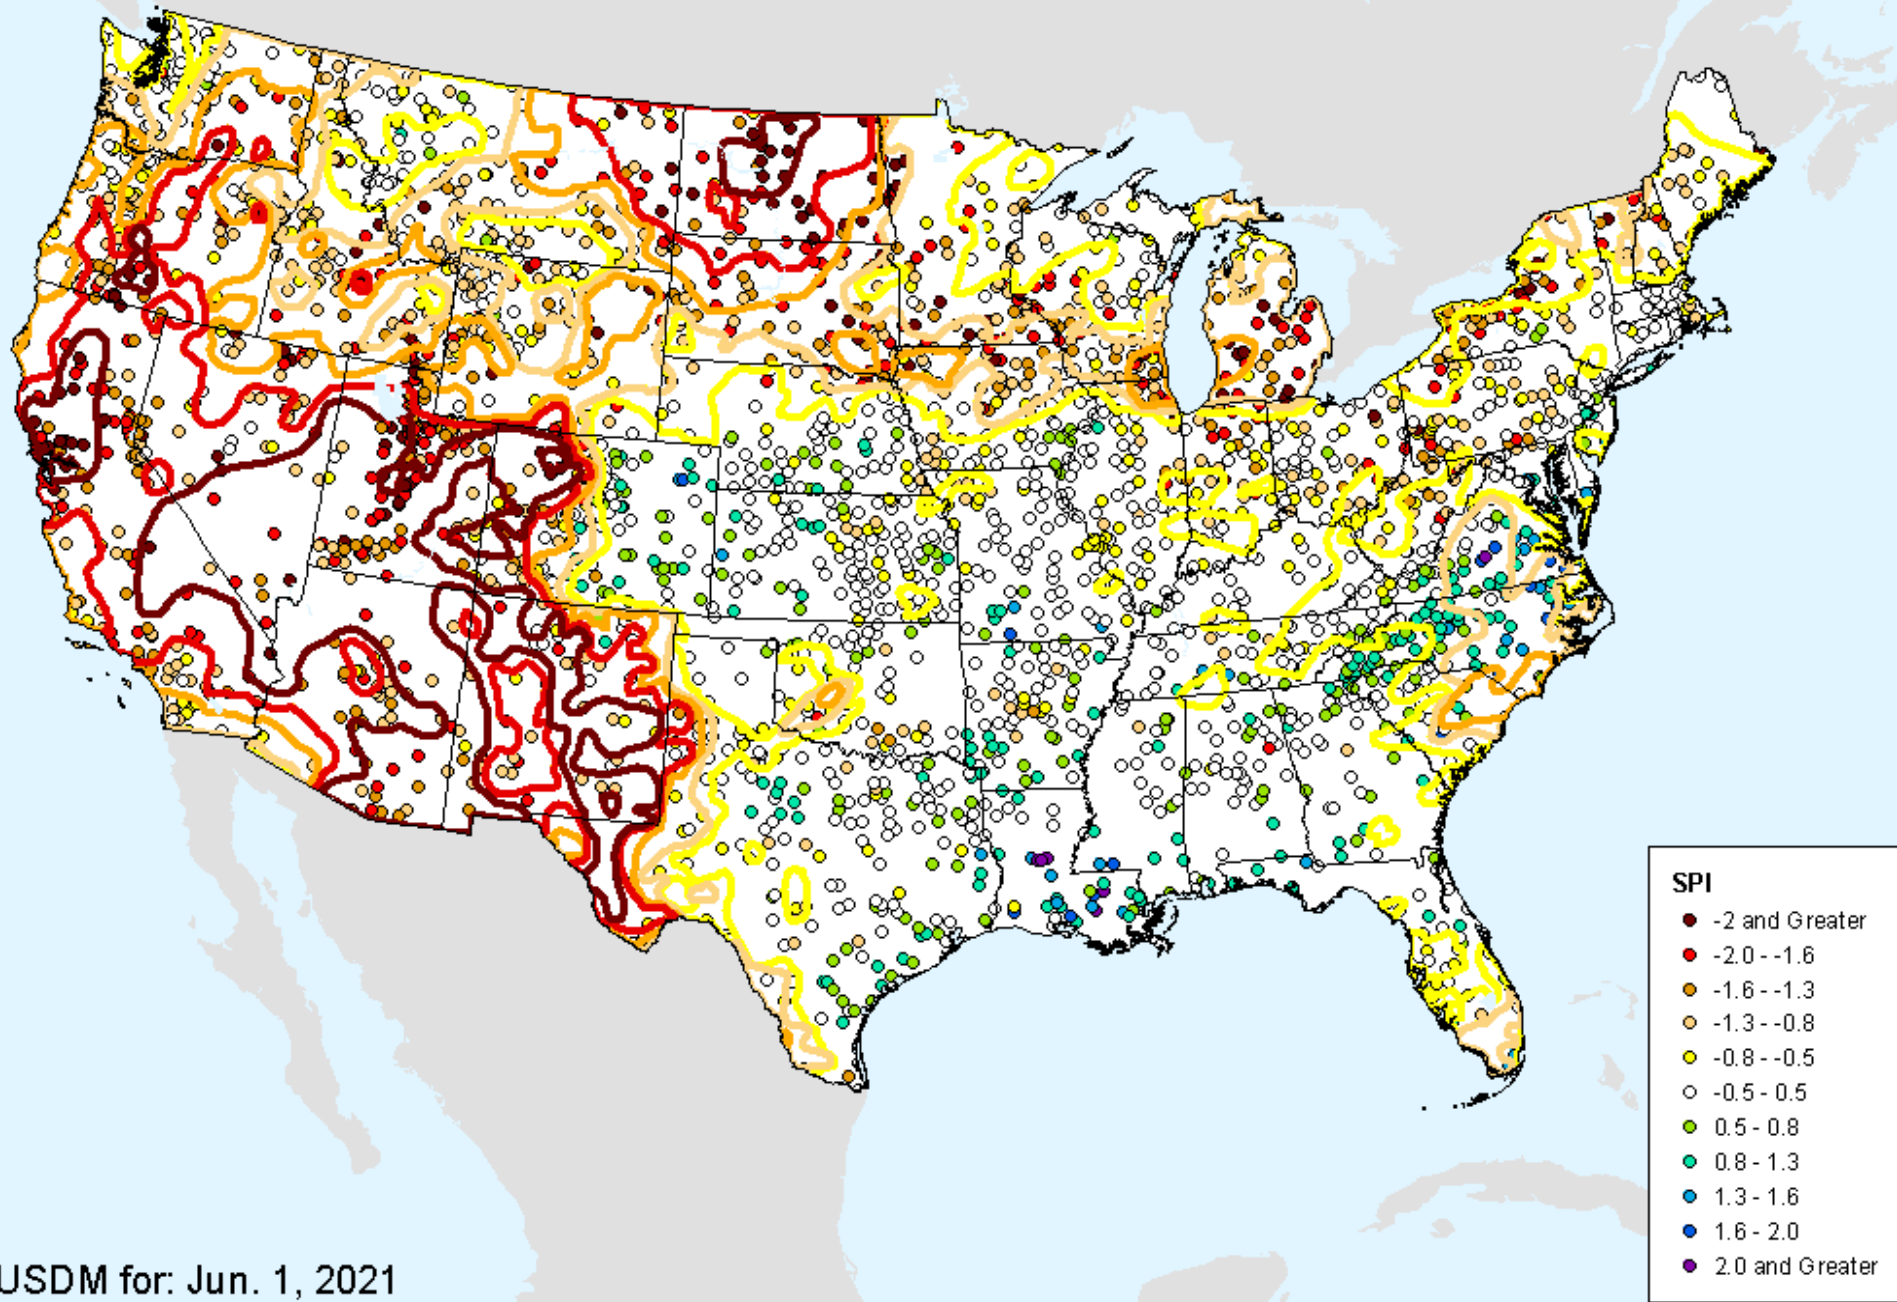 SPI
-2 and Greater
-2.0 - -1.6
-1.6 - -1.3
-1.3 - -0.8
-0.8 - -0.5
-0.5 - 0.5
0.5 - 0.8
0.8 - 1.3
1.3 - 1.6
1.6 - 2.0
2.0 and Greater
USDM for: Jun. 1, 2021